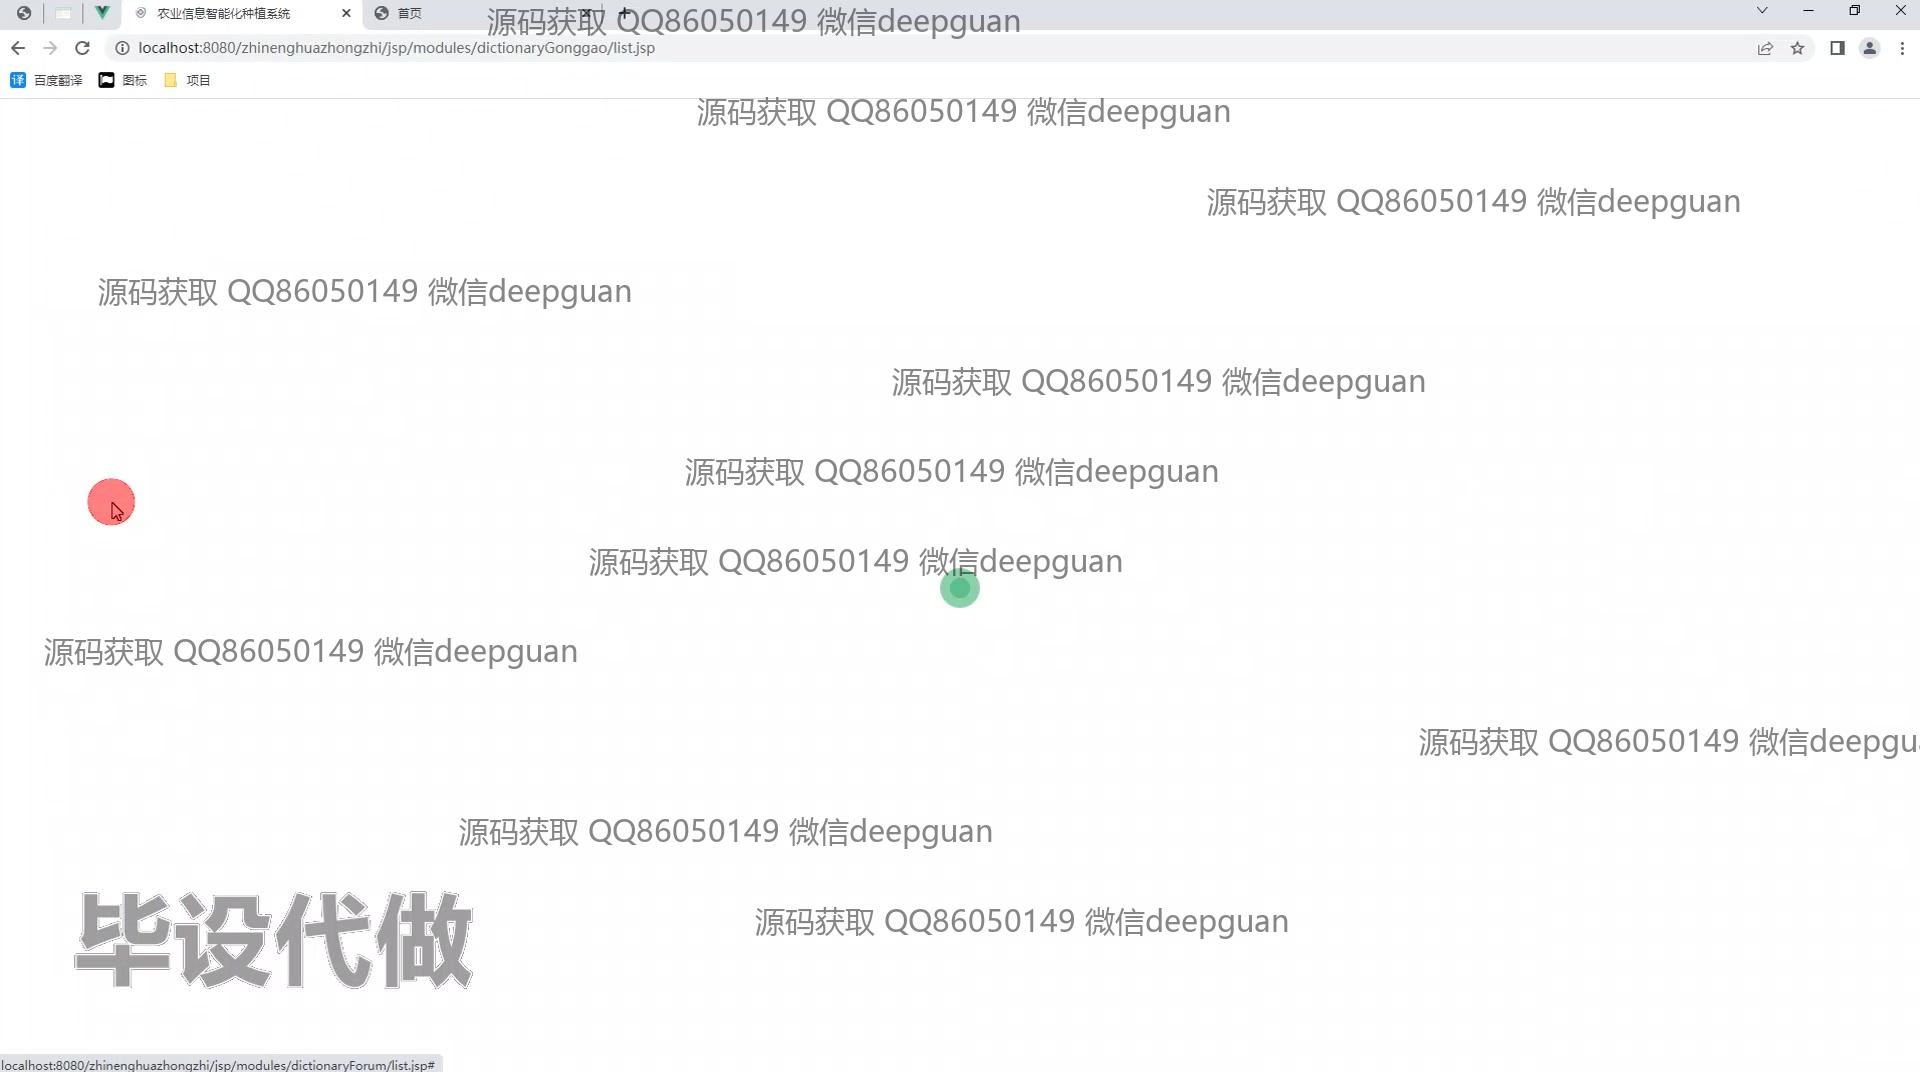 农业信息智能化种植系统 首页
源码获取 QQ86050149 微信deepguan
localhost:8080/zhinenghuazhongzhi/jsp/modules/dictionaryGonggao/list.jsp
译 百度翻译 图标 项目
源码获取 QQ86050149 微信deepguan
源码获取 QQ86050149 微信deepguan
源码获取 QQ86050149 微信deepguan
源码获取 QQ86050149 微信deepguan
源码获取 QQ86050149 微信deepguan
源码获取 QQ86050149 微信deepguan
源码获取 QQ86050149 微信deepguan
源码获取 QQ86050149 微信deepgu
源码获取 QQ86050149 微信deepguan
源码获取 QQ86050149 微信deepguan
毕设代做
localhost:8080/zhinenghuazhongzhi/jsp/modules/dictionaryForum/list.jsp#